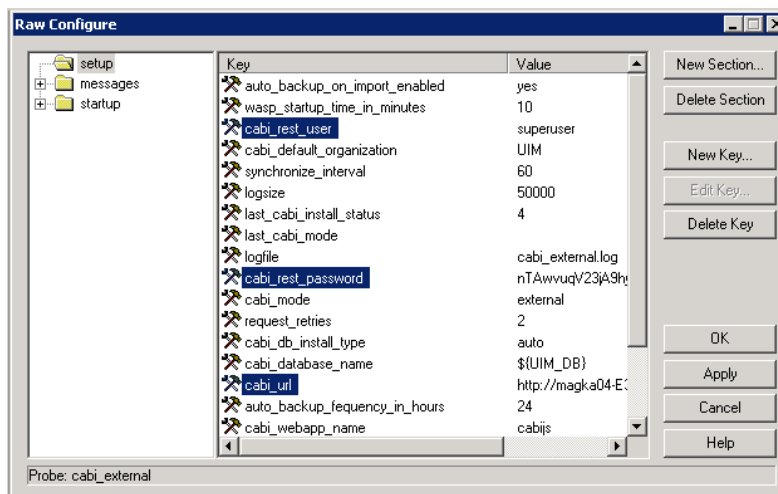 Raw Configure
setup
messages
startup
Key Value
auto_backup_on_import_enabled yes
wasp_startup_time_in_minutes 10
cabi_rest_user superuser
cabi_default_organization UIM
synchronize_interval 60
logsize 50000
last_cabi_install_status 4
last_cabi_mode
logfile cabi_external.log
cabi_rest_password nTAwvuqV23jA9hy
cabi_mode external
request_retries 2
cabi_db_install_type auto
cabi_database_name ${UIM_DB}
cabi_url http://magka04-E3
auto_backup_fequency_in_hours 24
cabi_webapp_name cabijs
New Section...
Delete Section
New Key...
Edit Key...
Delete Key
OK
Apply
Cancel
Help
Probe: cabi_external